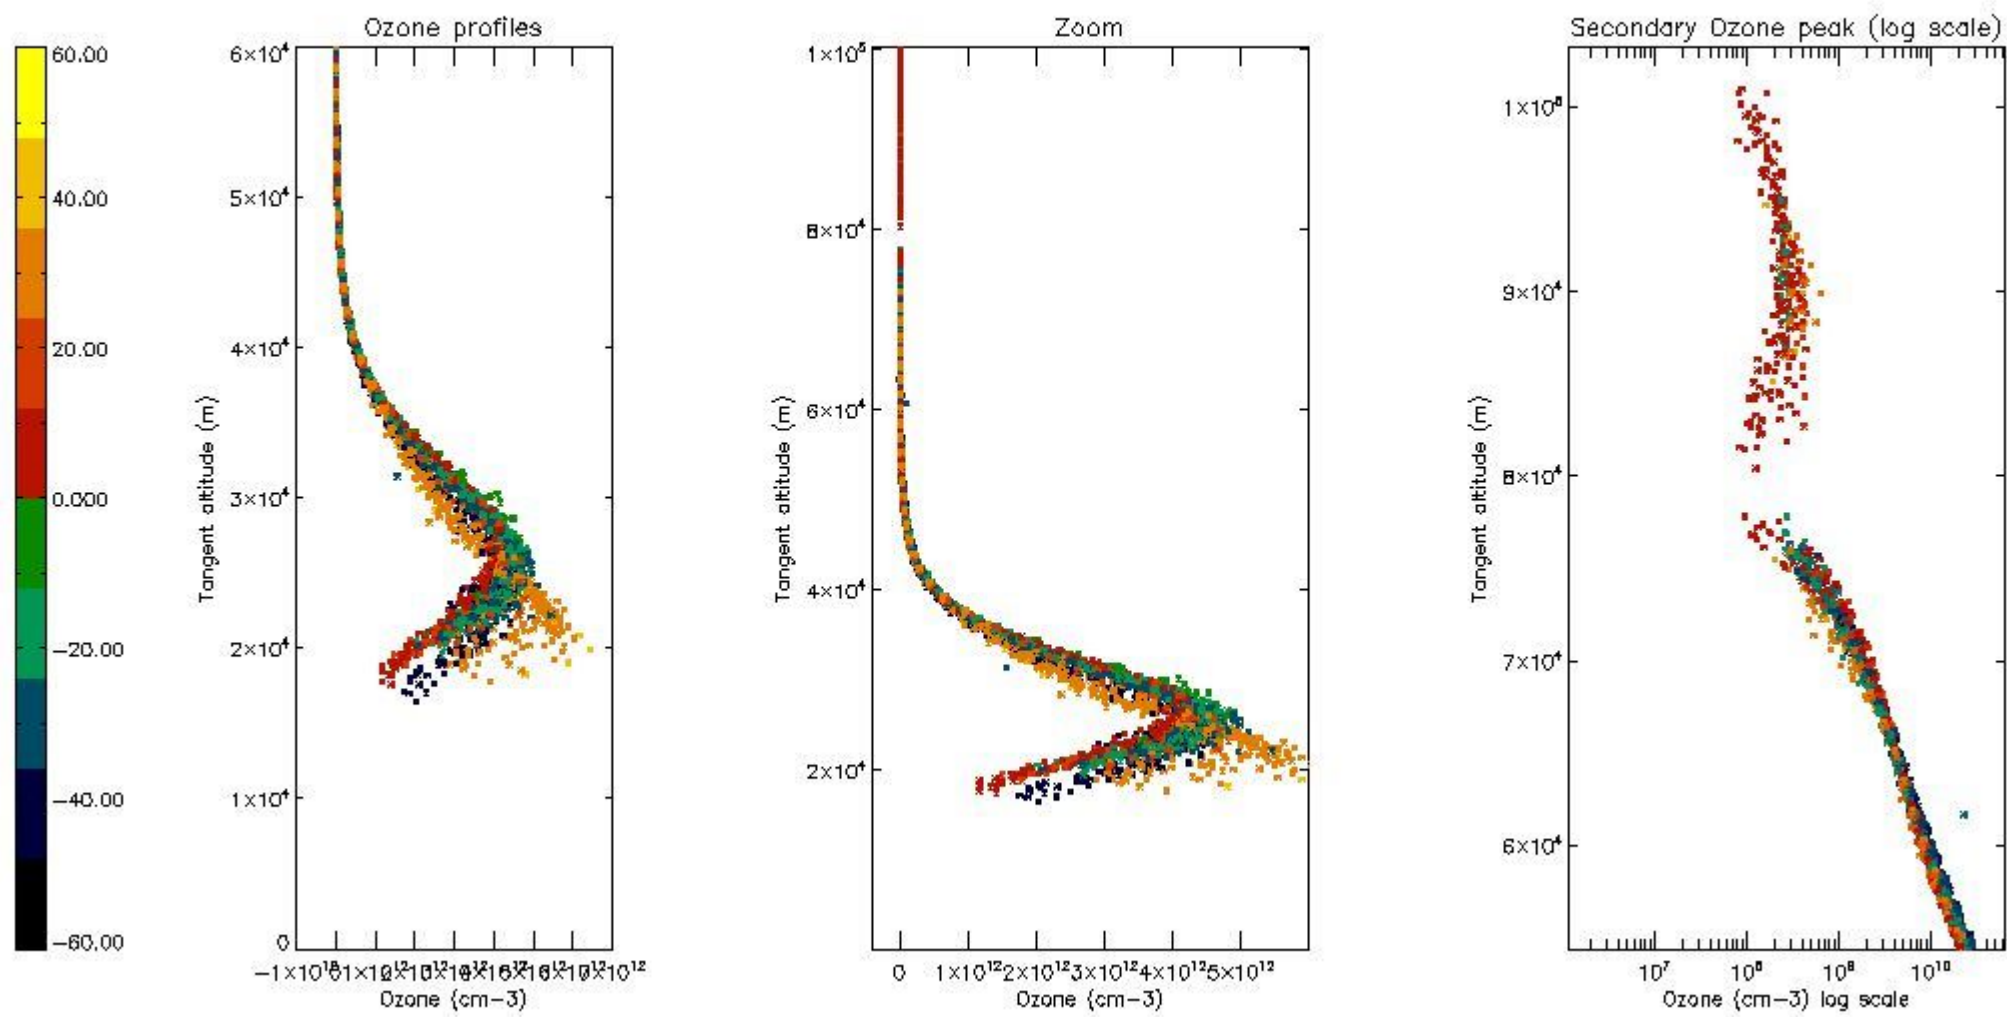 Ozone profiles
Zoom
Secondary Ozone peak (log scale)
60.00
40.00
20.00
0.000
−20.00
−40.00
−60.00
Tangent altitude (m)
6×10⁴
5×10⁴
4×10⁴
3×10⁴
2×10⁴
1×10⁴
0
Ozone (cm−3)
Tangent altitude (m)
1×10⁵
8×10⁴
6×10⁴
4×10⁴
2×10⁴
0 1×10¹² 2×10¹² 3×10¹² 4×10¹² 5×10¹²
Ozone (cm−3)
Tangent altitude (m)
1×10⁵
9×10⁴
8×10⁴
7×10⁴
6×10⁴
10⁷ 10⁸ 10⁹ 10¹⁰
Ozone (cm−3) log scale